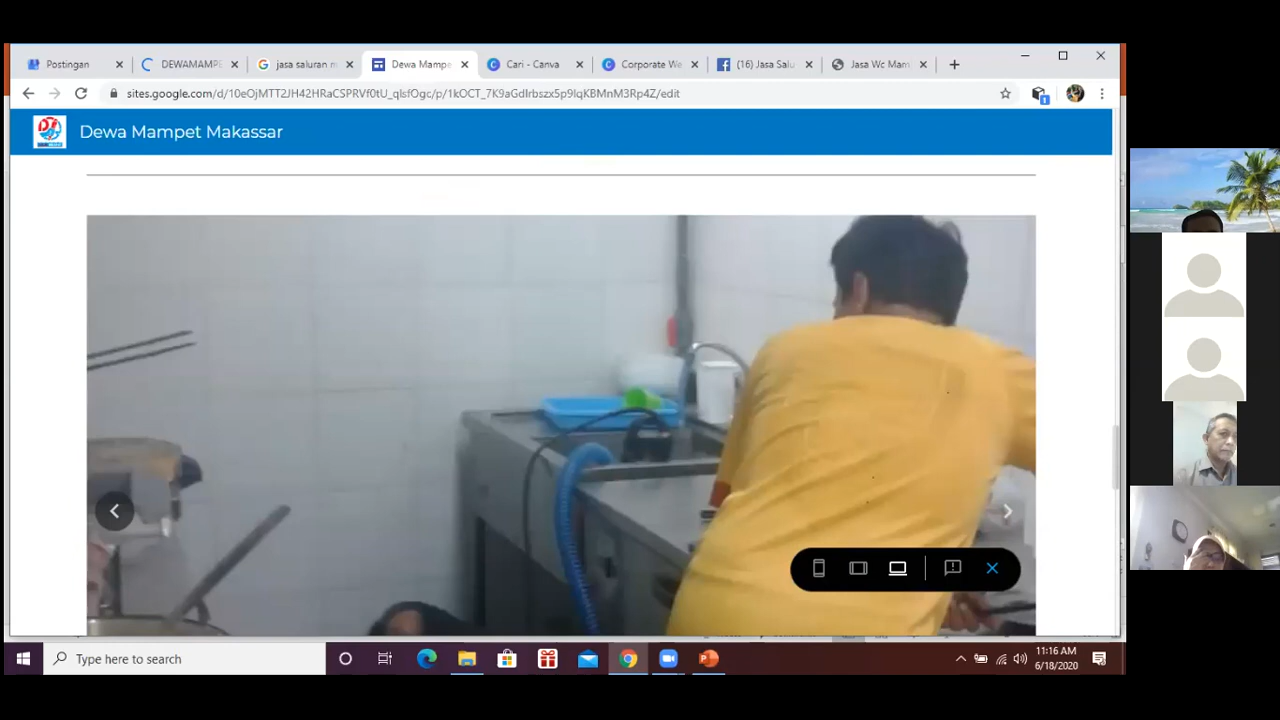 Postingan
DEWAMAMPE
jasa saluran m
Dewa Mampe
Cari - Canva
Corporate We
(16) Jasa Salu
Jasa Wc Mam
sites.google.com/d/10eOjMTT2JH42HRaCSPRVf0tU_qlsfOgc/p/1kOCT_7K9aGdIrbszx5p9lqKBMnM3Rp4Z/edit
Dewa Mampet Makassar
Type here to search
11:16 AM
6/18/2020